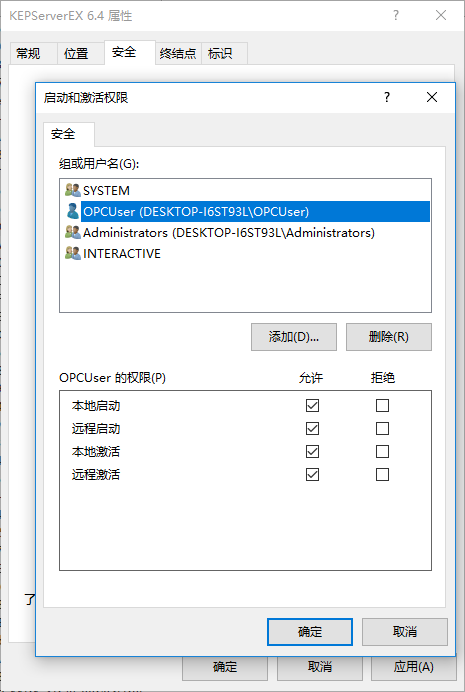 KEPServerEX 6.4 属性
常规 位置 安全 终结点 标识
启动和激活权限
安全
组或用户名(G):
SYSTEM
OPCUser (DESKTOP-I6ST93L\OPCUser)
Administrators (DESKTOP-I6ST93L\Administrators)
INTERACTIVE
添加(D)... 删除(R)
OPCUser 的权限(P) 允许 拒绝
本地启动
远程启动
本地激活
远程激活
了
确定 取消
确定 取消 应用(A)